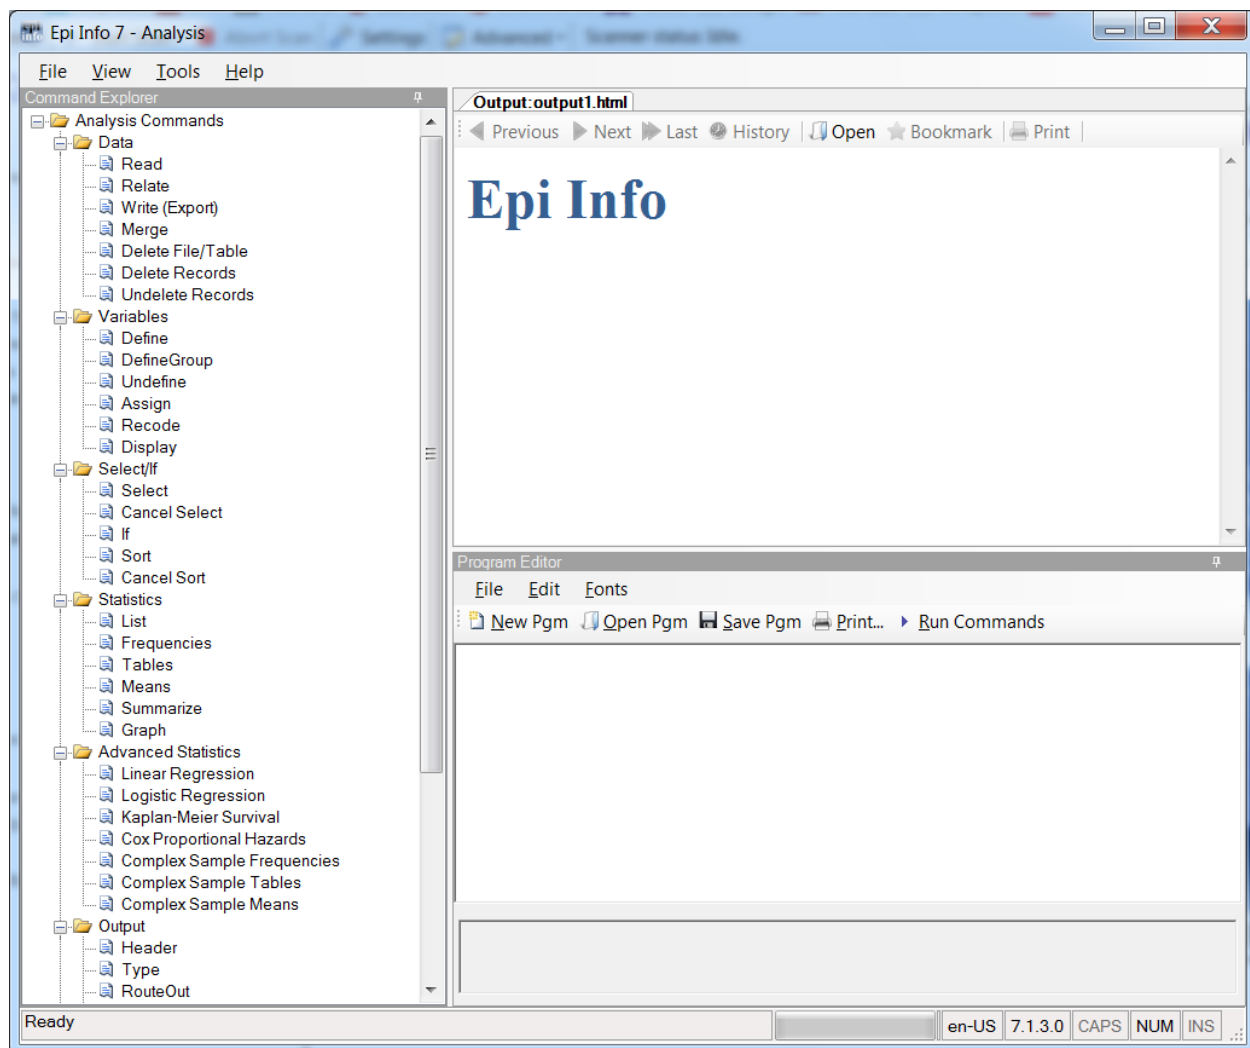 Epi Info 7 - Analysis
File View Tools Help
Command Explorer
Analysis Commands
Data
Read
Relate
Write (Export)
Merge
Delete File/Table
Delete Records
Undelete Records
Variables
Define
DefineGroup
Undefine
Assign
Recode
Display
Select/If
Select
Cancel Select
If
Sort
Cancel Sort
Statistics
List
Frequencies
Tables
Means
Summarize
Graph
Advanced Statistics
Linear Regression
Logistic Regression
Kaplan-Meier Survival
Cox Proportional Hazards
Complex Sample Frequencies
Complex Sample Tables
Complex Sample Means
Output
Header
Type
RouteOut
Output:output1.html
Previous Next Last History Open Bookmark Print
Epi Info
Program Editor
File Edit Fonts
New Pgm Open Pgm Save Pgm Print... Run Commands
Ready
en-US 7.1.3.0 CAPS NUM INS